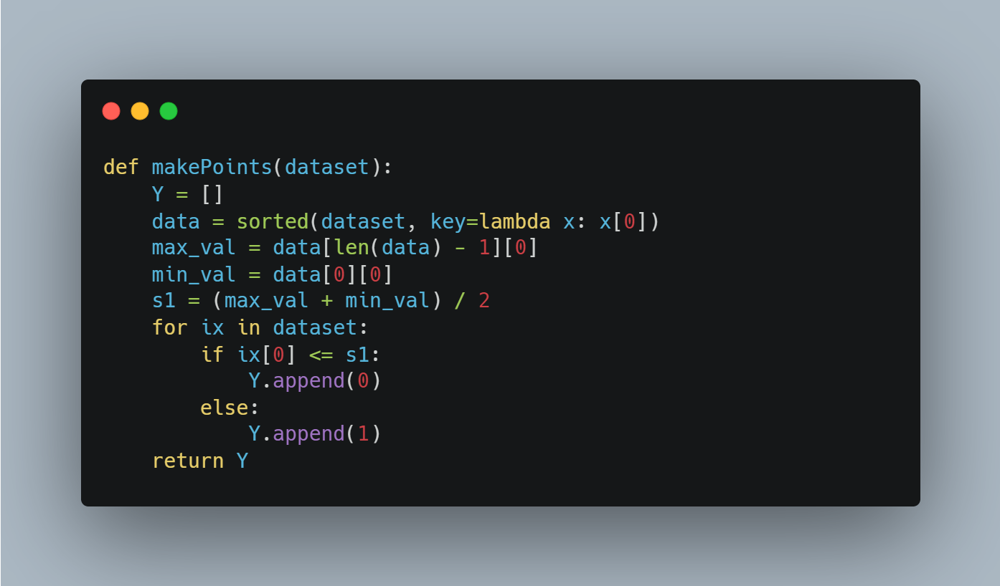 def makePoints(dataset):
    Y = []
    data = sorted(dataset, key=lambda x: x[0])
    max_val = data[len(data) - 1][0]
    min_val = data[0][0]
    s1 = (max_val + min_val) / 2
    for ix in dataset:
        if ix[0] <= s1:
            Y.append(0)
        else:
            Y.append(1)
    return Y